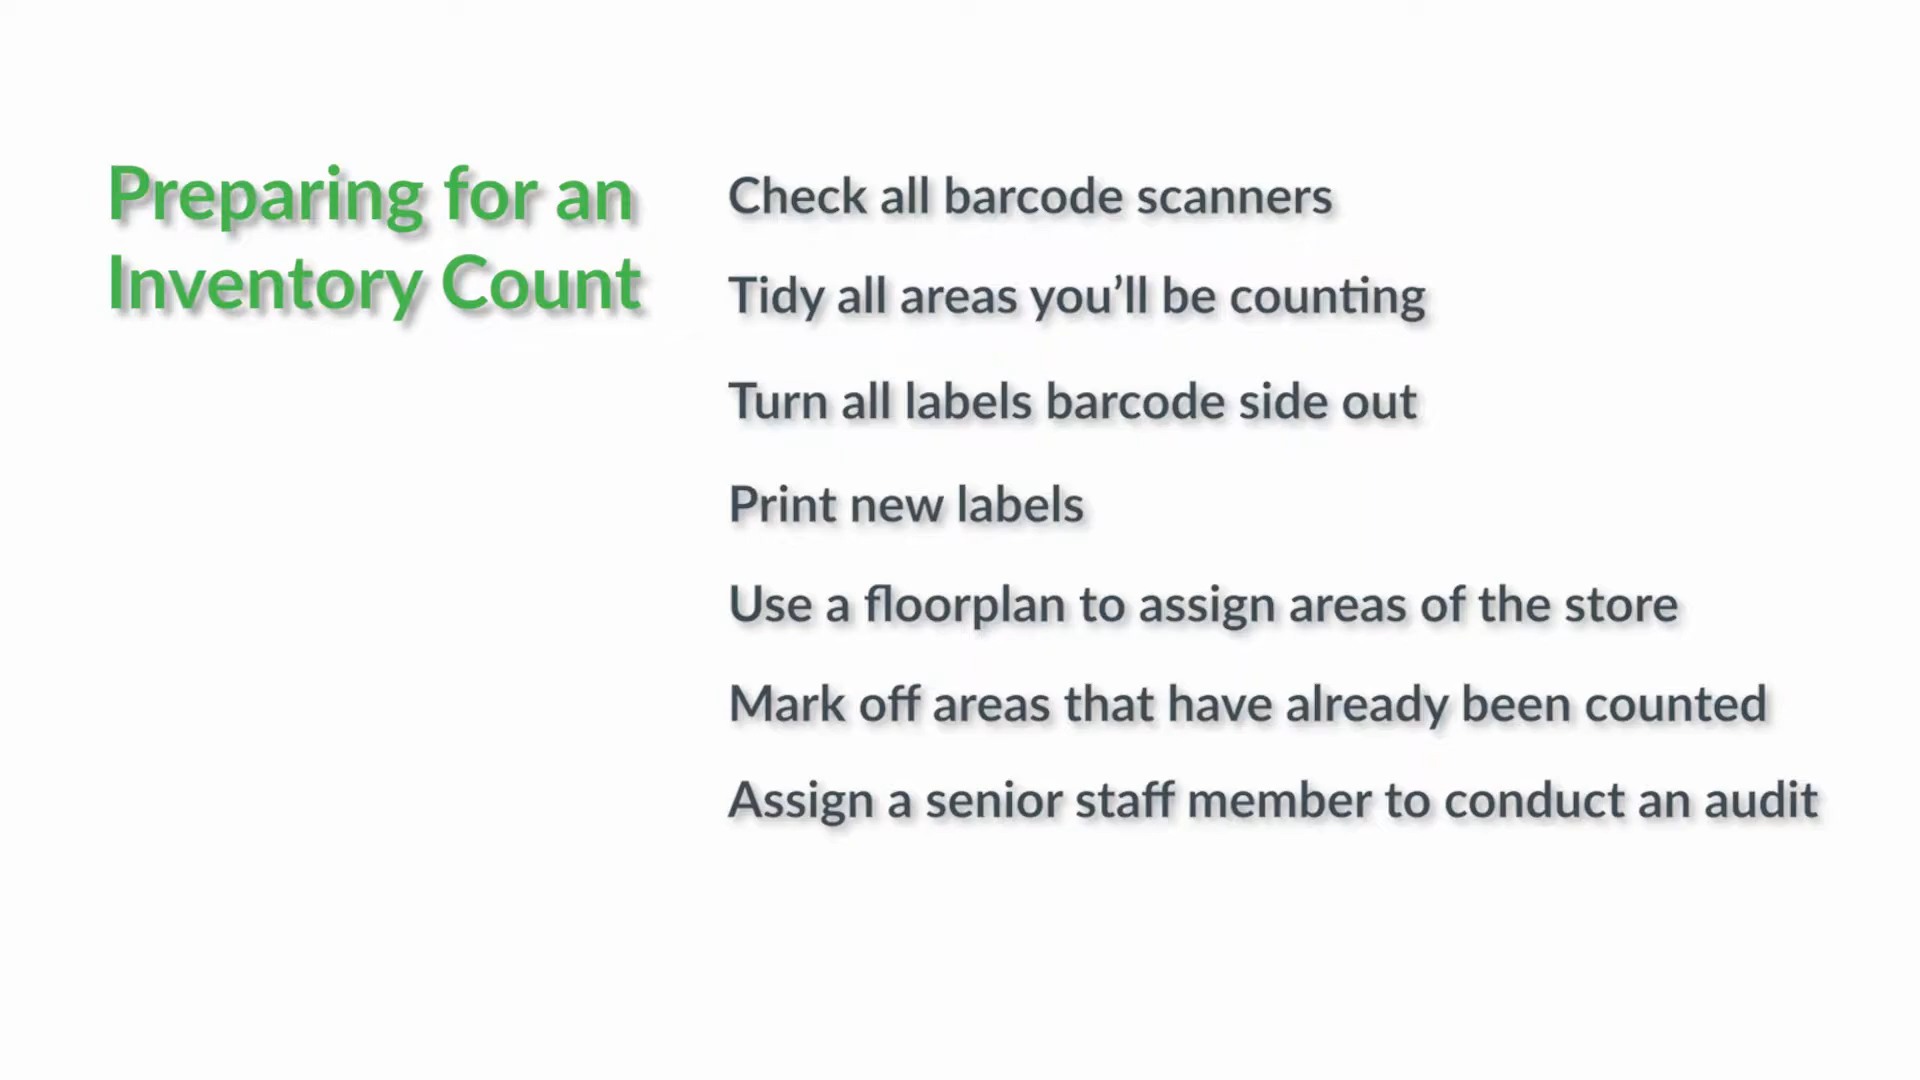 Preparing for an
Inventory Count
Check all barcode scanners
Tidy all areas you’ll be counting
Turn all labels barcode side out
Print new labels
Use a floorplan to assign areas of the store
Mark off areas that have already been counted
Assign a senior staff member to conduct an audit